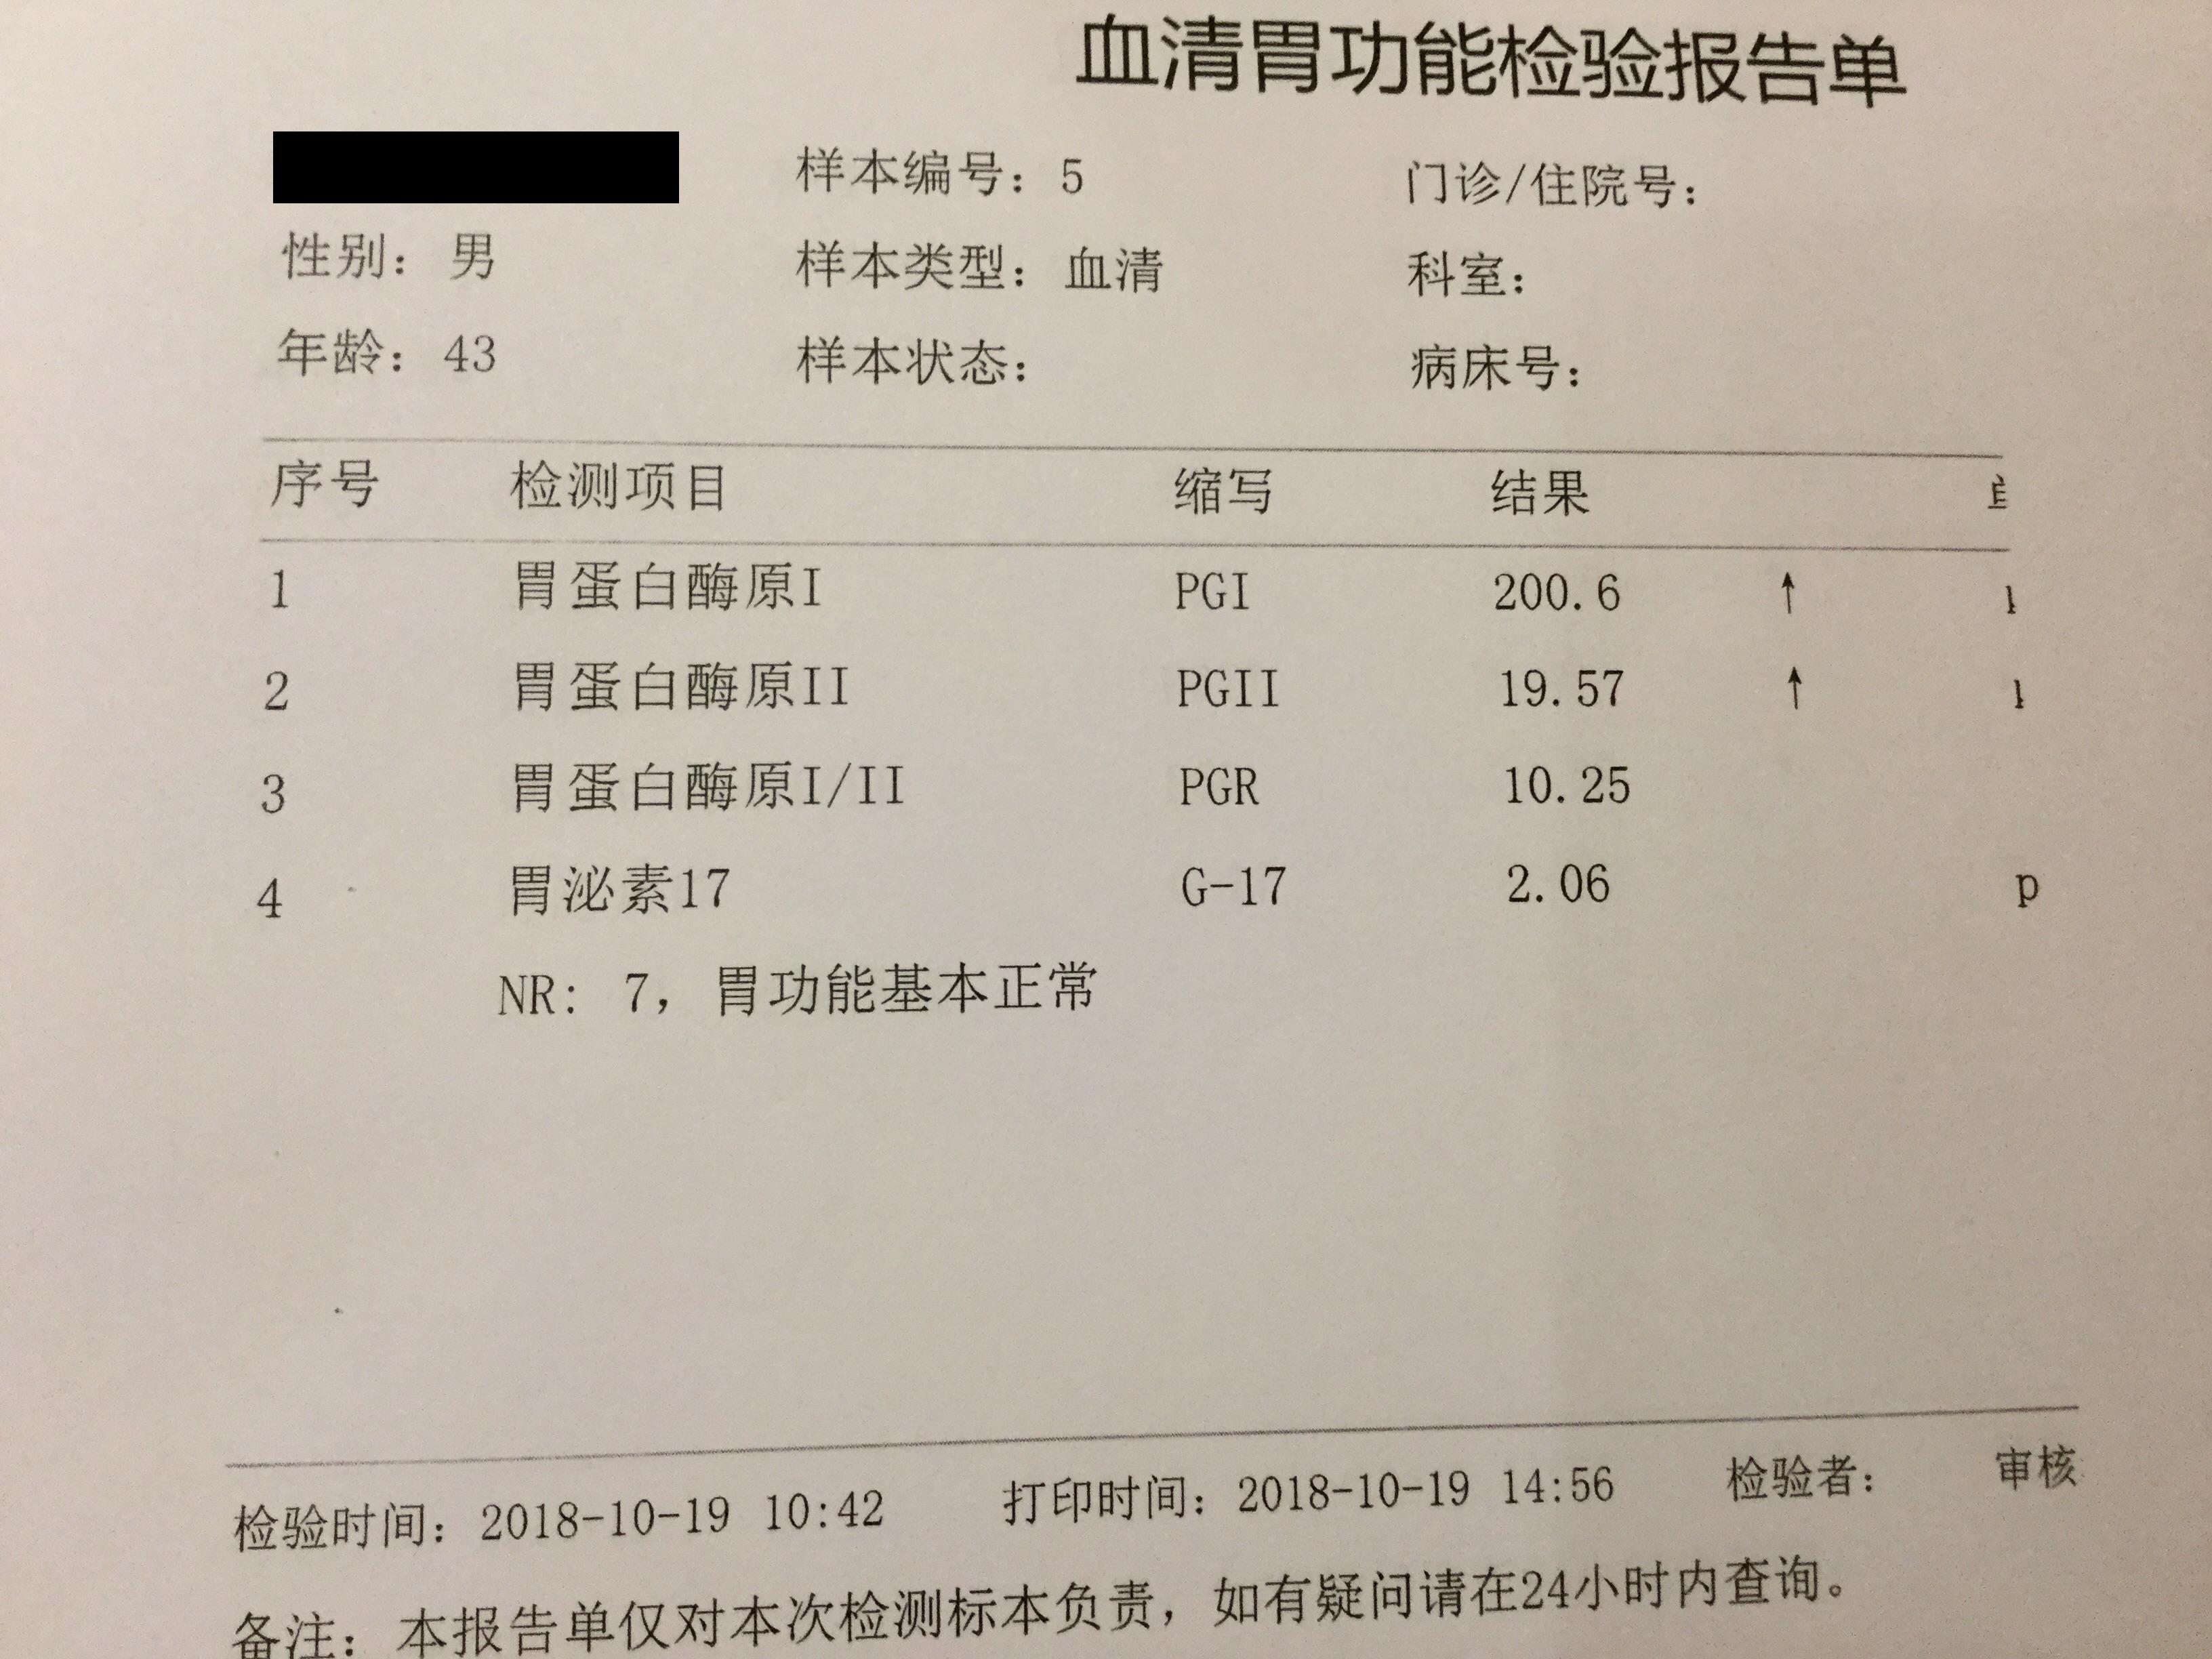 血清胃功能检验报告单
样本编号：5 门诊/住院号：
性别：男 样本类型：血清 科室：
年龄：43 样本状态： 病床号：
序号 检测项目 缩写 结果
1 胃蛋白酶原I PGI 200.6 ↑
2 胃蛋白酶原II PGII 19.57 ↑
3 胃蛋白酶原I/II PGR 10.25
4 胃泌素17 G-17 2.06 p
NR: 7，胃功能基本正常
检验时间：2018-10-19 10:42 打印时间：2018-10-19 14:56 检验者： 审核
备注：本报告单仅对本次检测标本负责，如有疑问请在24小时内查询。